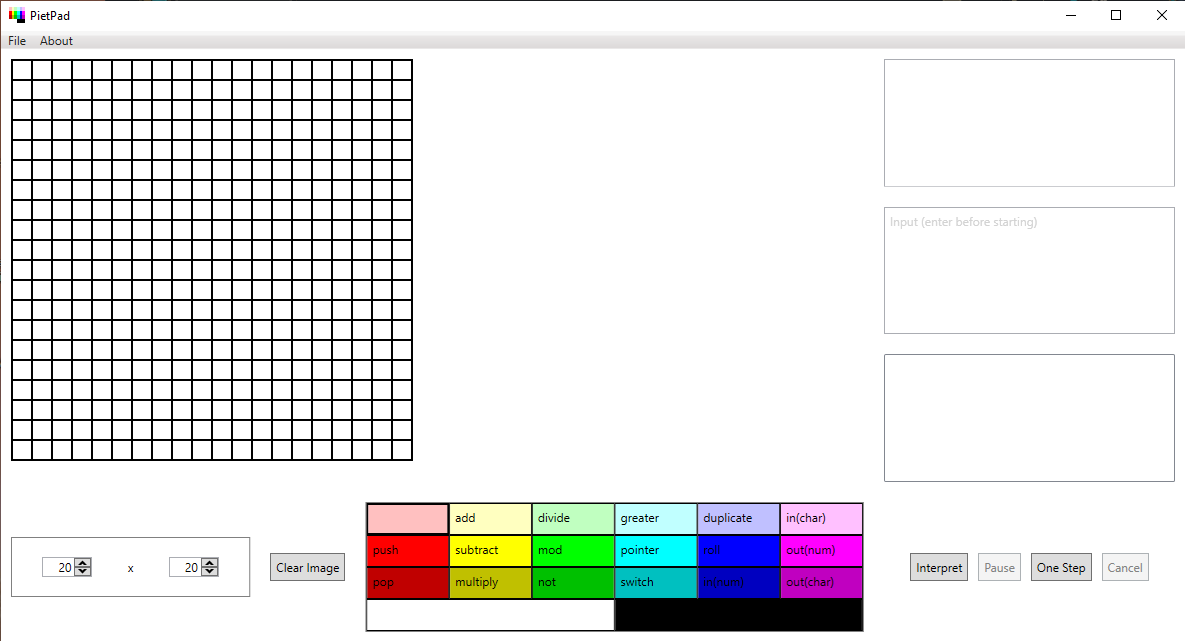 PietPad
File About
Input (enter before starting)
add divide greater duplicate in(char)
push subtract mod pointer roll out(num)
pop multiply not switch in(num) out(char)
20 x 20
Clear Image
Interpret Pause One Step Cancel